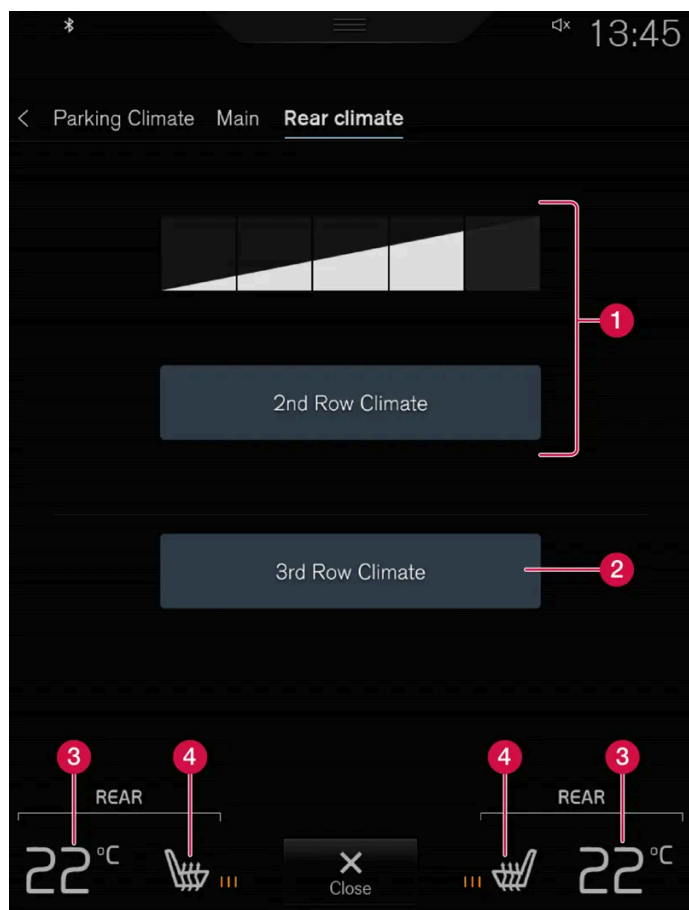 13:45
Parking Climate Main Rear climate
1
2nd Row Climate
3rd Row Climate 2
3 4 4 3
REAR REAR
22°C 22°C
Close